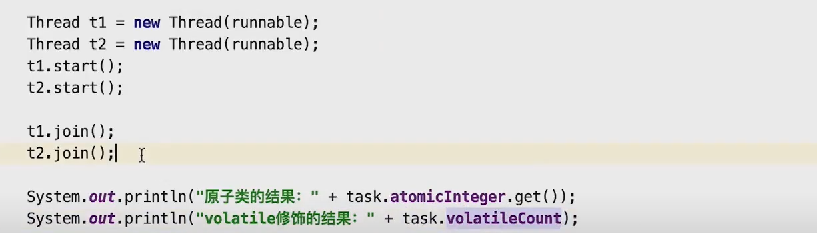 Thread t1 = new Thread(runnable);
Thread t2 = new Thread(runnable);
t1.start();
t2.start();
t1.join();
t2.join();
System.out.println("原子类的结果：" + task.atomicInteger.get());
System.out.println("volatile修饰的结果：" + task.volatileCount);